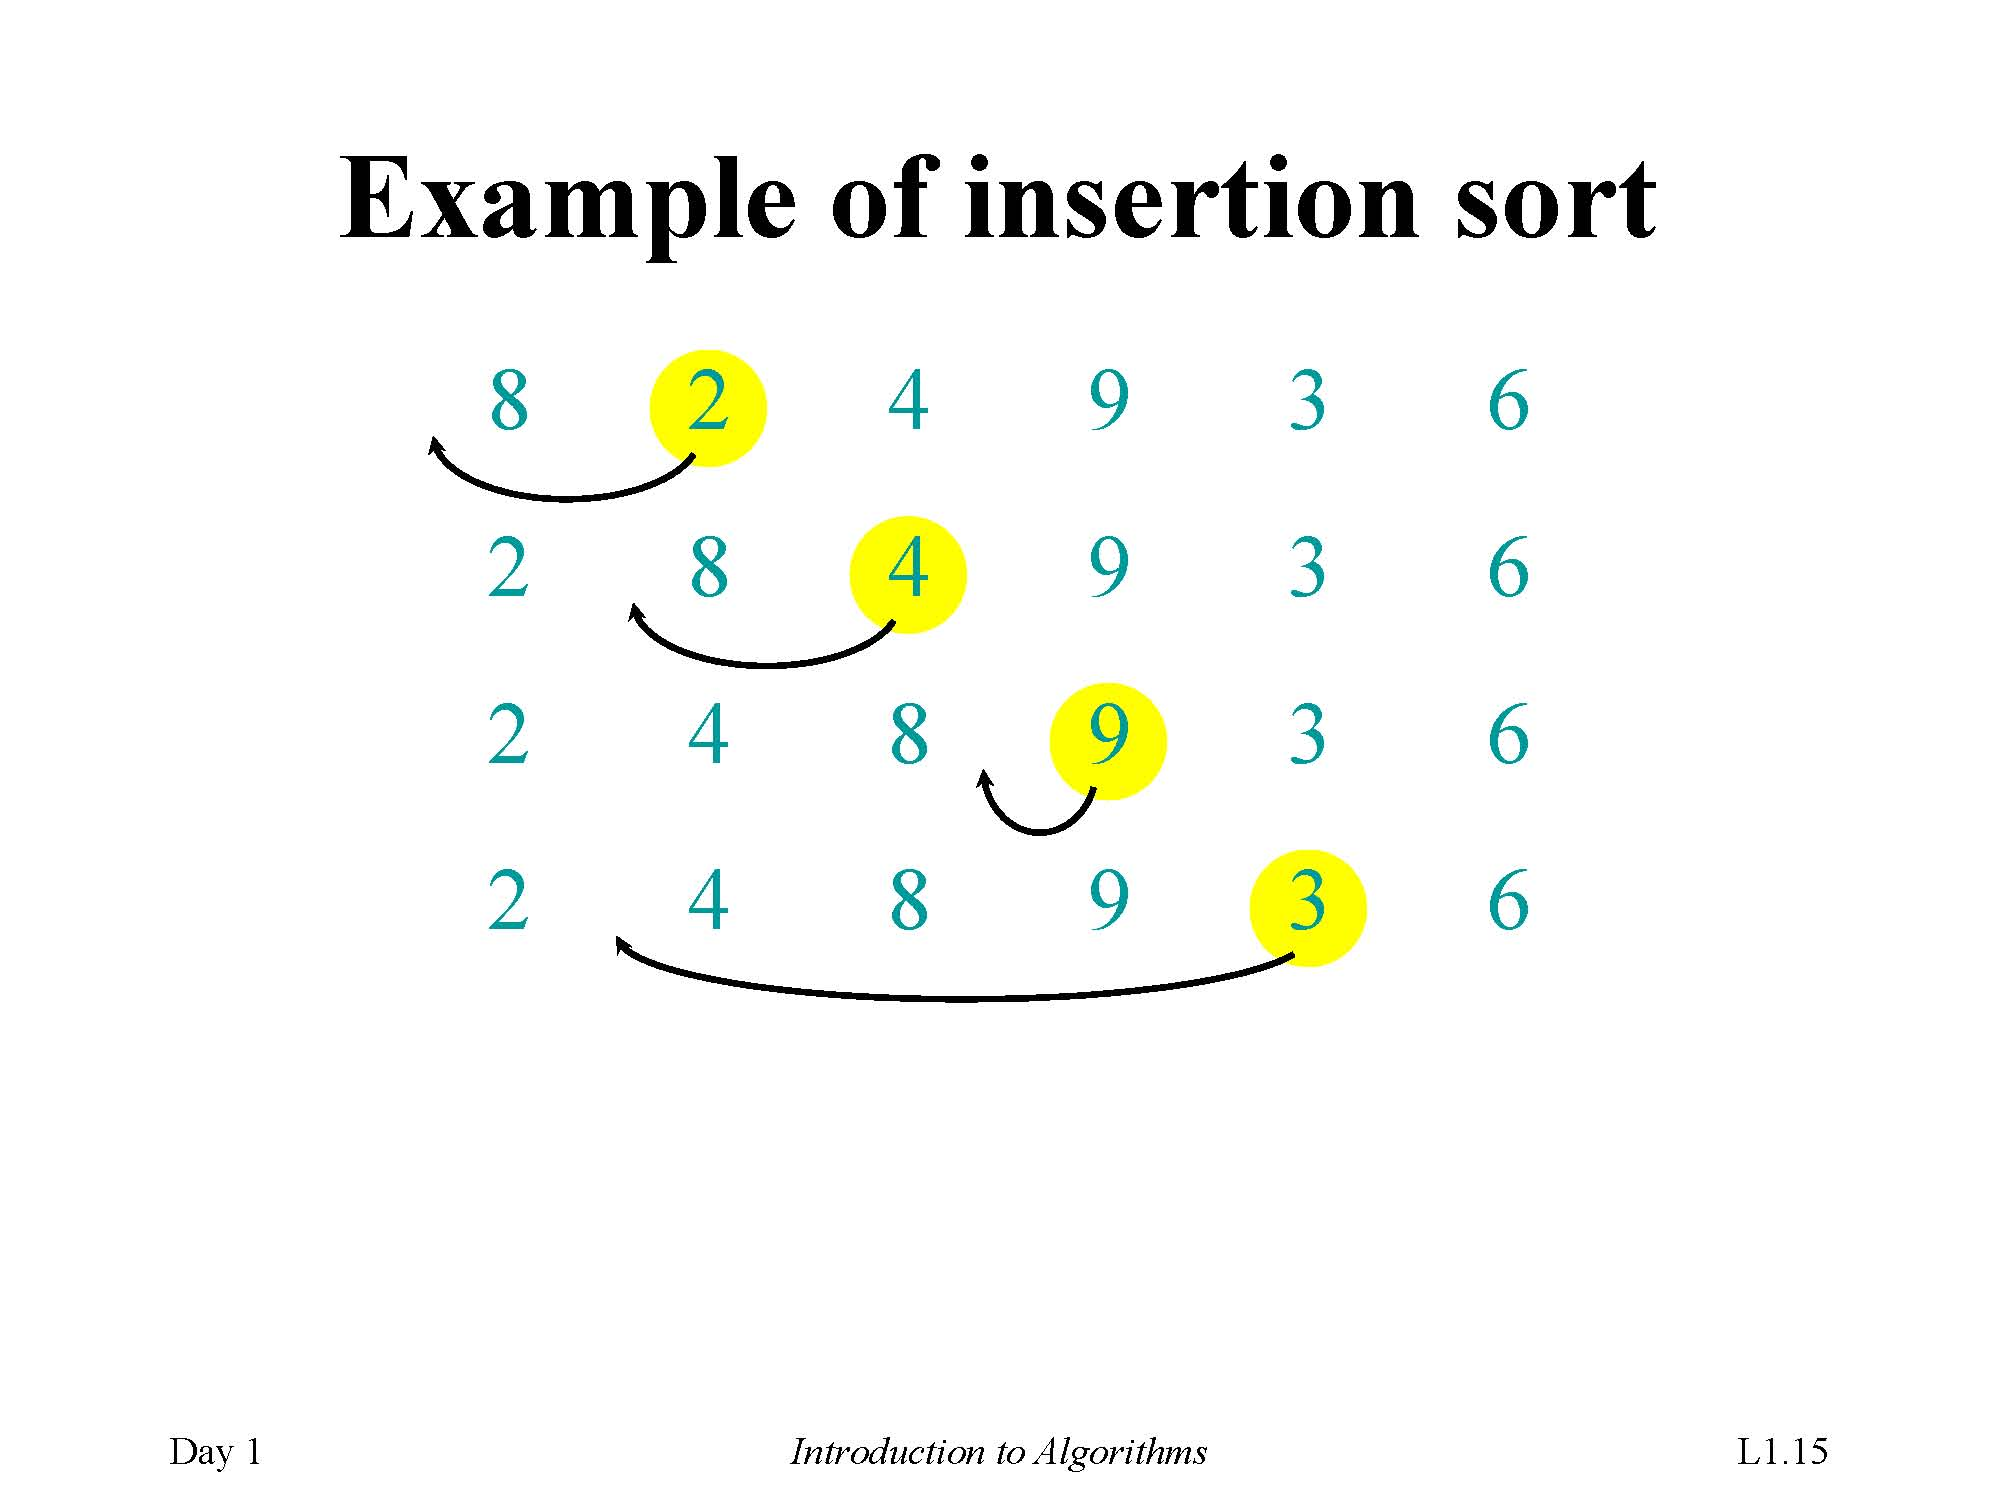 Example of insertion sort
8 2 4 9 3 6
2 8 4 9 3 6
2 4 8 9 3 6
2 4 8 9 3 6
Day 1 Introduction to Algorithms L1.15